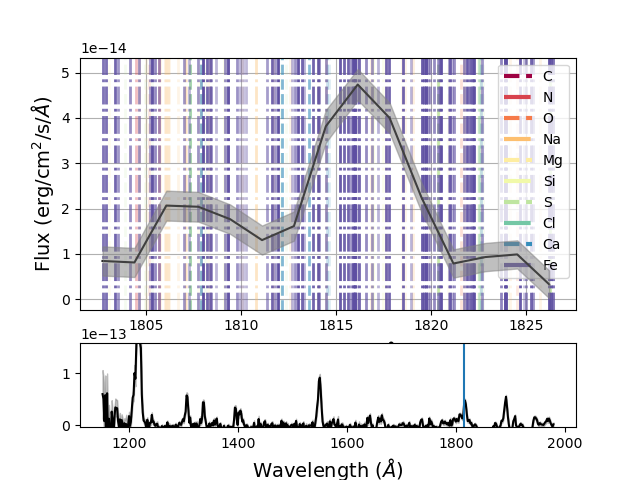 1e−14
Flux (erg/cm²/s/Å)
5
4
3
2
1
0
C
N
O
Na
Mg
Si
S
Cl
Ca
Fe
1805 1810 1815 1820 1825
1e−13
1
0
1200 1400 1600 1800 2000
Wavelength (Å)